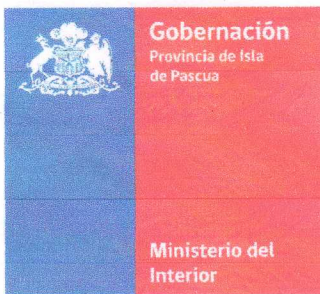 Gobernación
Provincia de Isla
de Pascua
Ministerio del
Interior